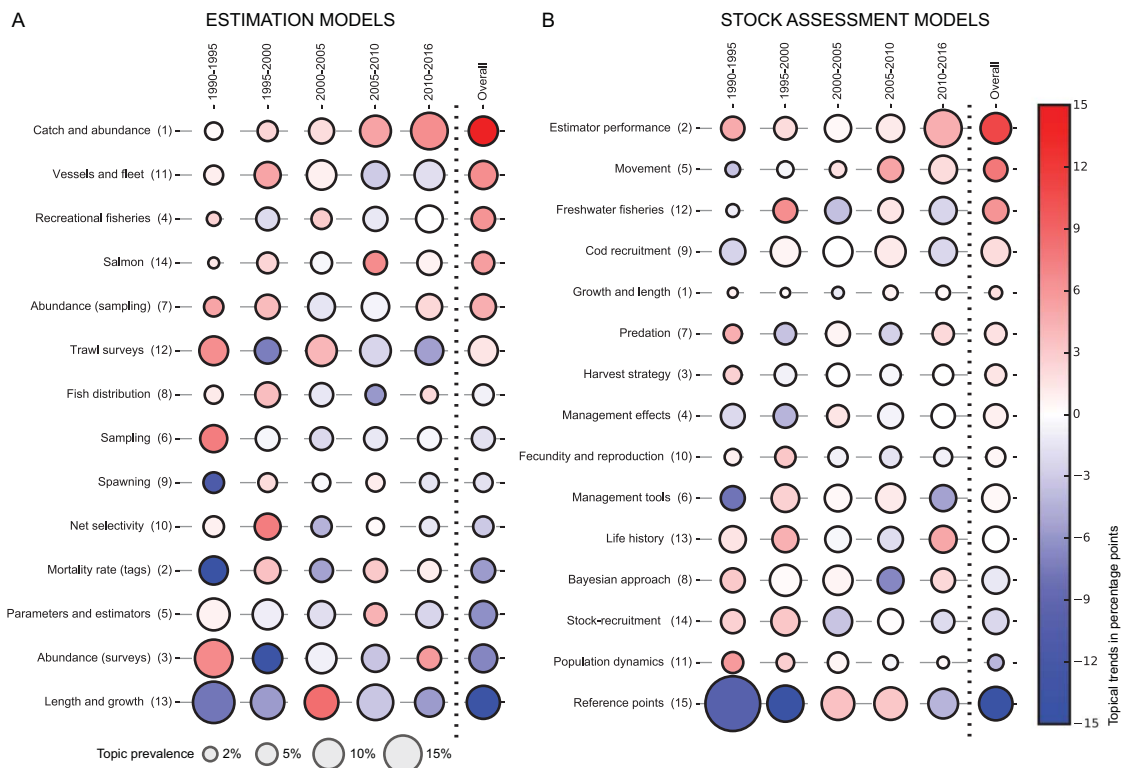 A
ESTIMATION MODELS
1990-1995
1995-2000
2000-2005
2005-2010
2010-2016
Overall
Catch and abundance (1)
Vessels and fleet (11)
Recreational fisheries (4)
Salmon (14)
Abundance (sampling) (7)
Trawl surveys (12)
Fish distribution (8)
Sampling (6)
Spawning (9)
Net selectivity (10)
Mortality rate (tags) (2)
Parameters and estimators (5)
Abundance (surveys) (3)
Length and growth (13)
Topic prevalence 2% 5% 10% 15%
B
STOCK ASSESSMENT MODELS
1990-1995
1995-2000
2000-2005
2005-2010
2010-2016
Overall
Estimator performance (2)
Movement (5)
Freshwater fisheries (12)
Cod recruitment (9)
Growth and length (1)
Predation (7)
Harvest strategy (3)
Management effects (4)
Fecundity and reproduction (10)
Management tools (6)
Life history (13)
Bayesian approach (8)
Stock-recruitment (14)
Population dynamics (11)
Reference points (15)
15
12
9
6
3
0
−3
−6
−9
−12
−15
Topical trends in percentage points